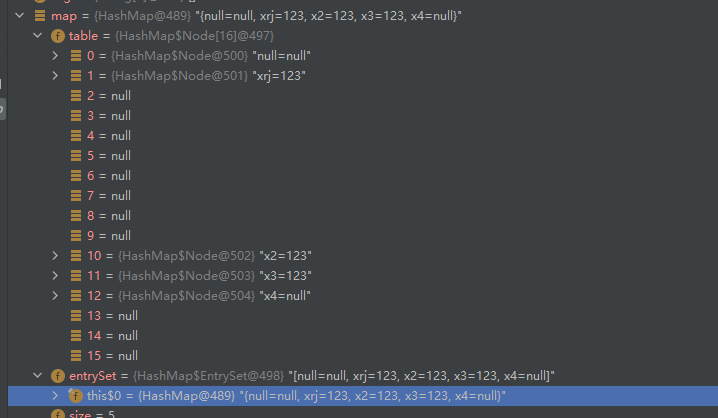 map = {HashMap@489} "{null=null, xrj=123, x2=123, x3=123, x4=null}"
f table = {HashMap$Node[16]@497}
0 = {HashMap$Node@500} "null=null"
1 = {HashMap$Node@501} "xrj=123"
2 = null
3 = null
4 = null
5 = null
6 = null
7 = null
8 = null
9 = null
10 = {HashMap$Node@502} "x2=123"
11 = {HashMap$Node@503} "x3=123"
12 = {HashMap$Node@504} "x4=null"
13 = null
14 = null
15 = null
f entrySet = {HashMap$EntrySet@498} "[null=null, xrj=123, x2=123, x3=123, x4=null]"
f this$0 = {HashMap@489} "{null=null, xrj=123, x2=123, x3=123, x4=null}"
f size = 5